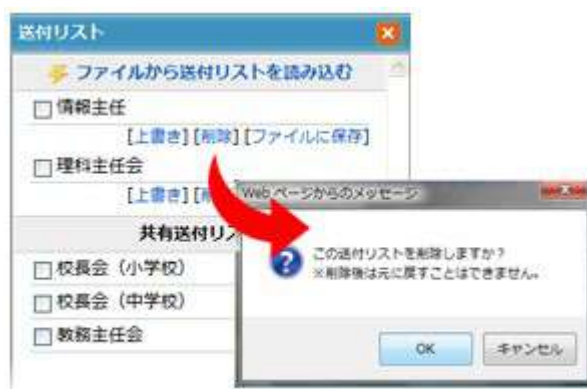 送付リスト
ファイルから送付リストを読み込む
情報主任
[上書き] [削除] [ファイルに保存]
理科主任会
[上書き] [削
共有送付リス
校長会（小学校）
校長会（中学校）
教務主任会
Web ページからのメッセージ
この送付リストを削除しますか？
※削除後は元に戻すことはできません。
OK
キャンセル